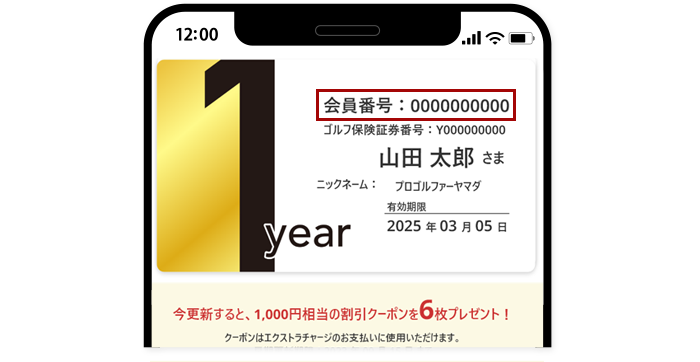 12:00
1
year
会員番号：0000000000
ゴルフ保険証券番号：Y000000000
山田 太郎 さま
ニックネーム： プロゴルファーヤマダ
有効期限
2025 年 03 月 05 日
今更新すると、1,000円相当の割引クーポンを6枚プレゼント！
クーポンはエクストラチャージのお支払いに使用いただけます。